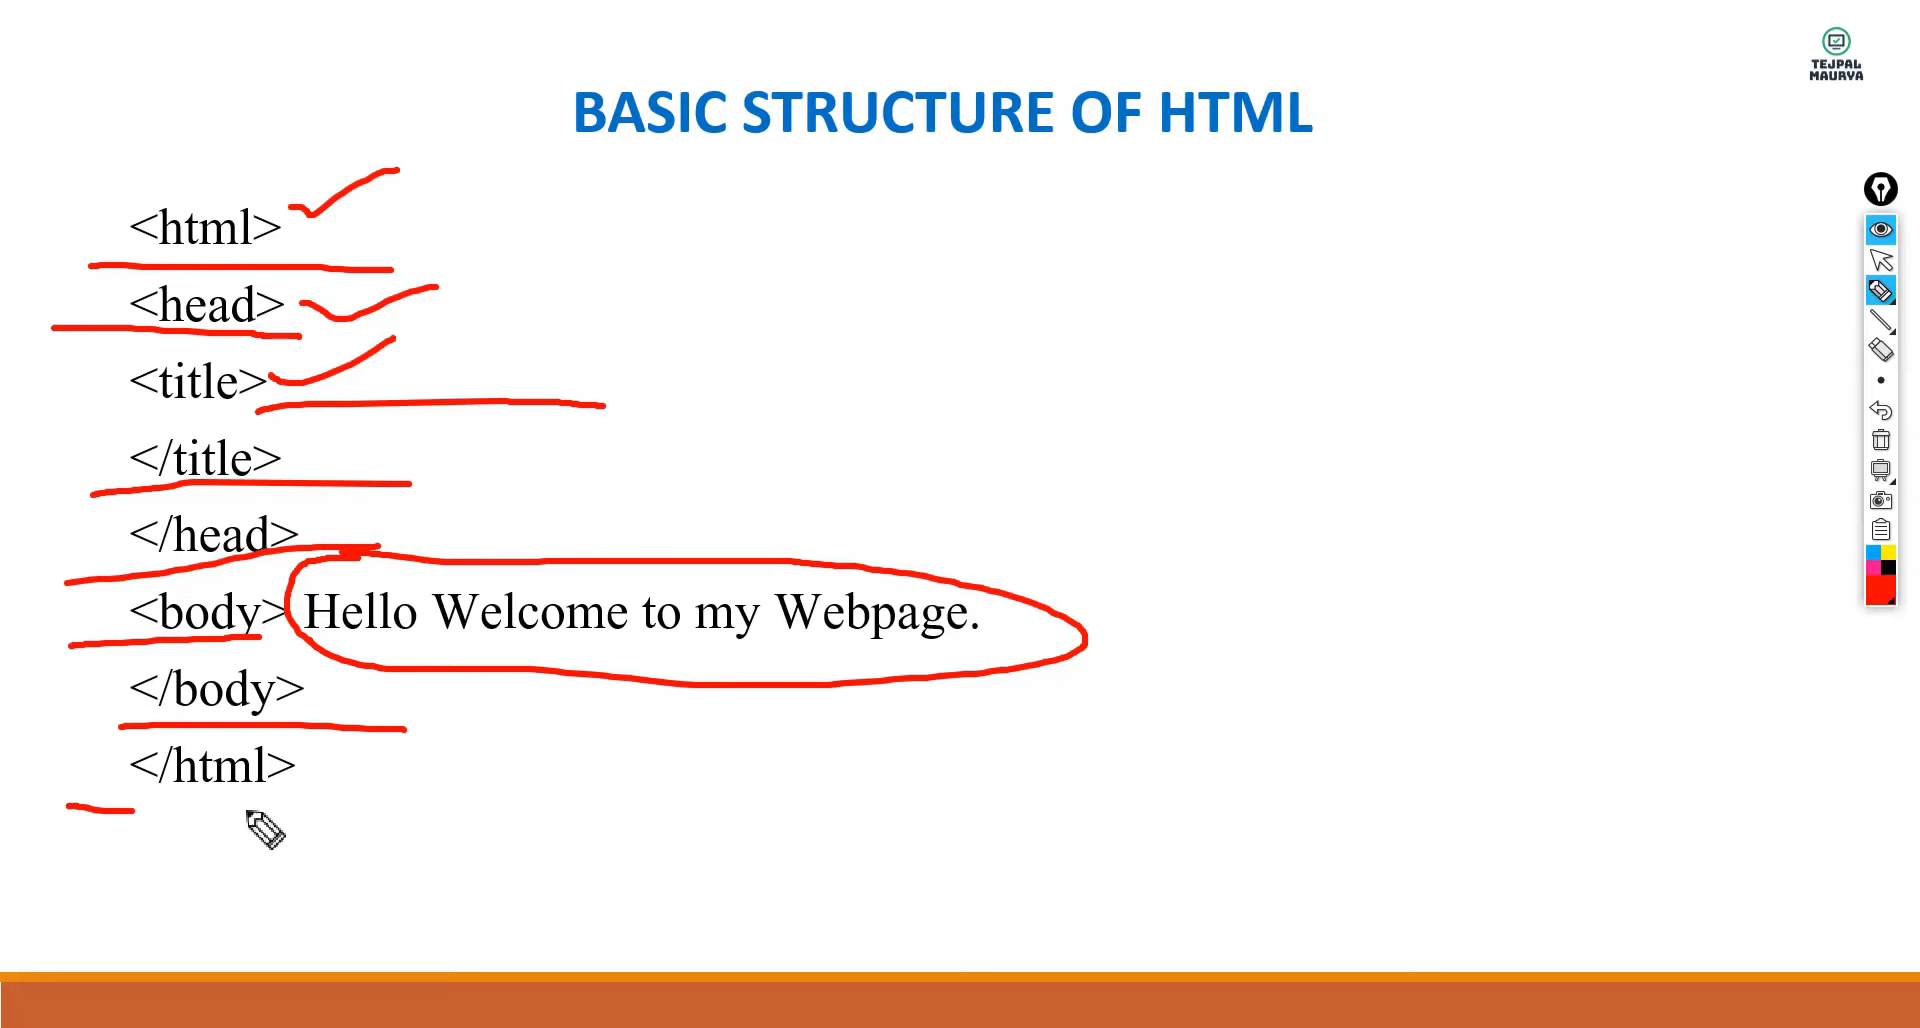 TEJPAL
MAURYA
BASIC STRUCTURE OF HTML
<html>
<head>
<title>
</title>
</head>
<body> Hello Welcome to my Webpage.
</body>
</html>